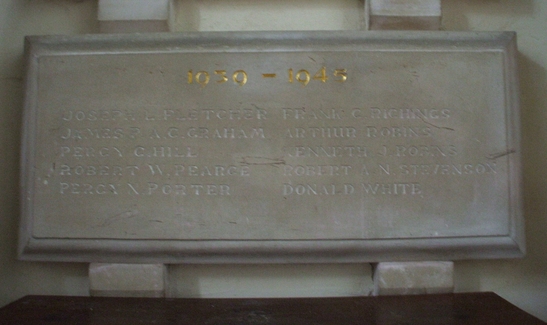 1939 - 1945
JOSEPH L. FLETCHER
JAMES P. A. C. GRAHAM
PERCY C. HILL
ROBERT W. PEARCE
PERCY X. PORTER
FRANK C. RICHINGS
ARTHUR ROBINS
KENNETH J. ROBINS
ROBERT A. N. STEVENSON
DONALD WHITE